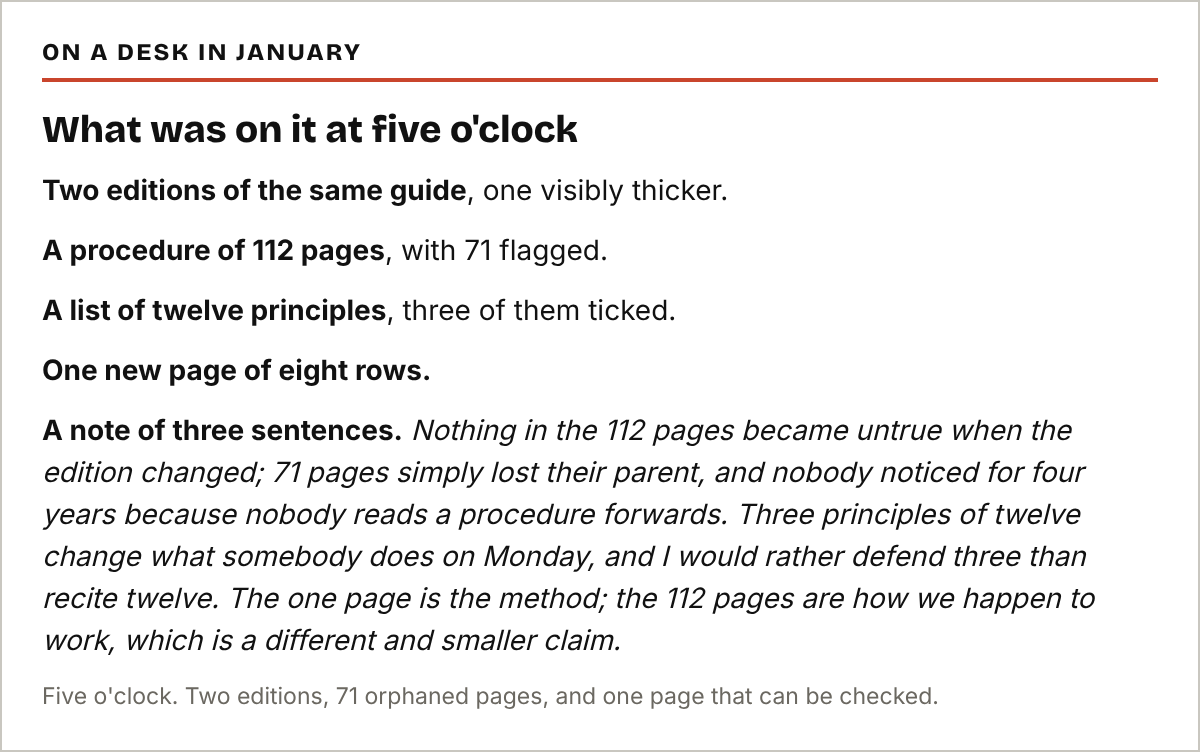 ON A DESK IN JANUARY
What was on it at five o'clock
Two editions of the same guide, one visibly thicker.
A procedure of 112 pages, with 71 flagged.
A list of twelve principles, three of them ticked.
One new page of eight rows.
A note of three sentences. Nothing in the 112 pages became untrue when the
edition changed; 71 pages simply lost their parent, and nobody noticed for four
years because nobody reads a procedure forwards. Three principles of twelve
change what somebody does on Monday, and I would rather defend three than
recite twelve. The one page is the method; the 112 pages are how we happen to
work, which is a different and smaller claim.
Five o'clock. Two editions, 71 orphaned pages, and one page that can be checked.